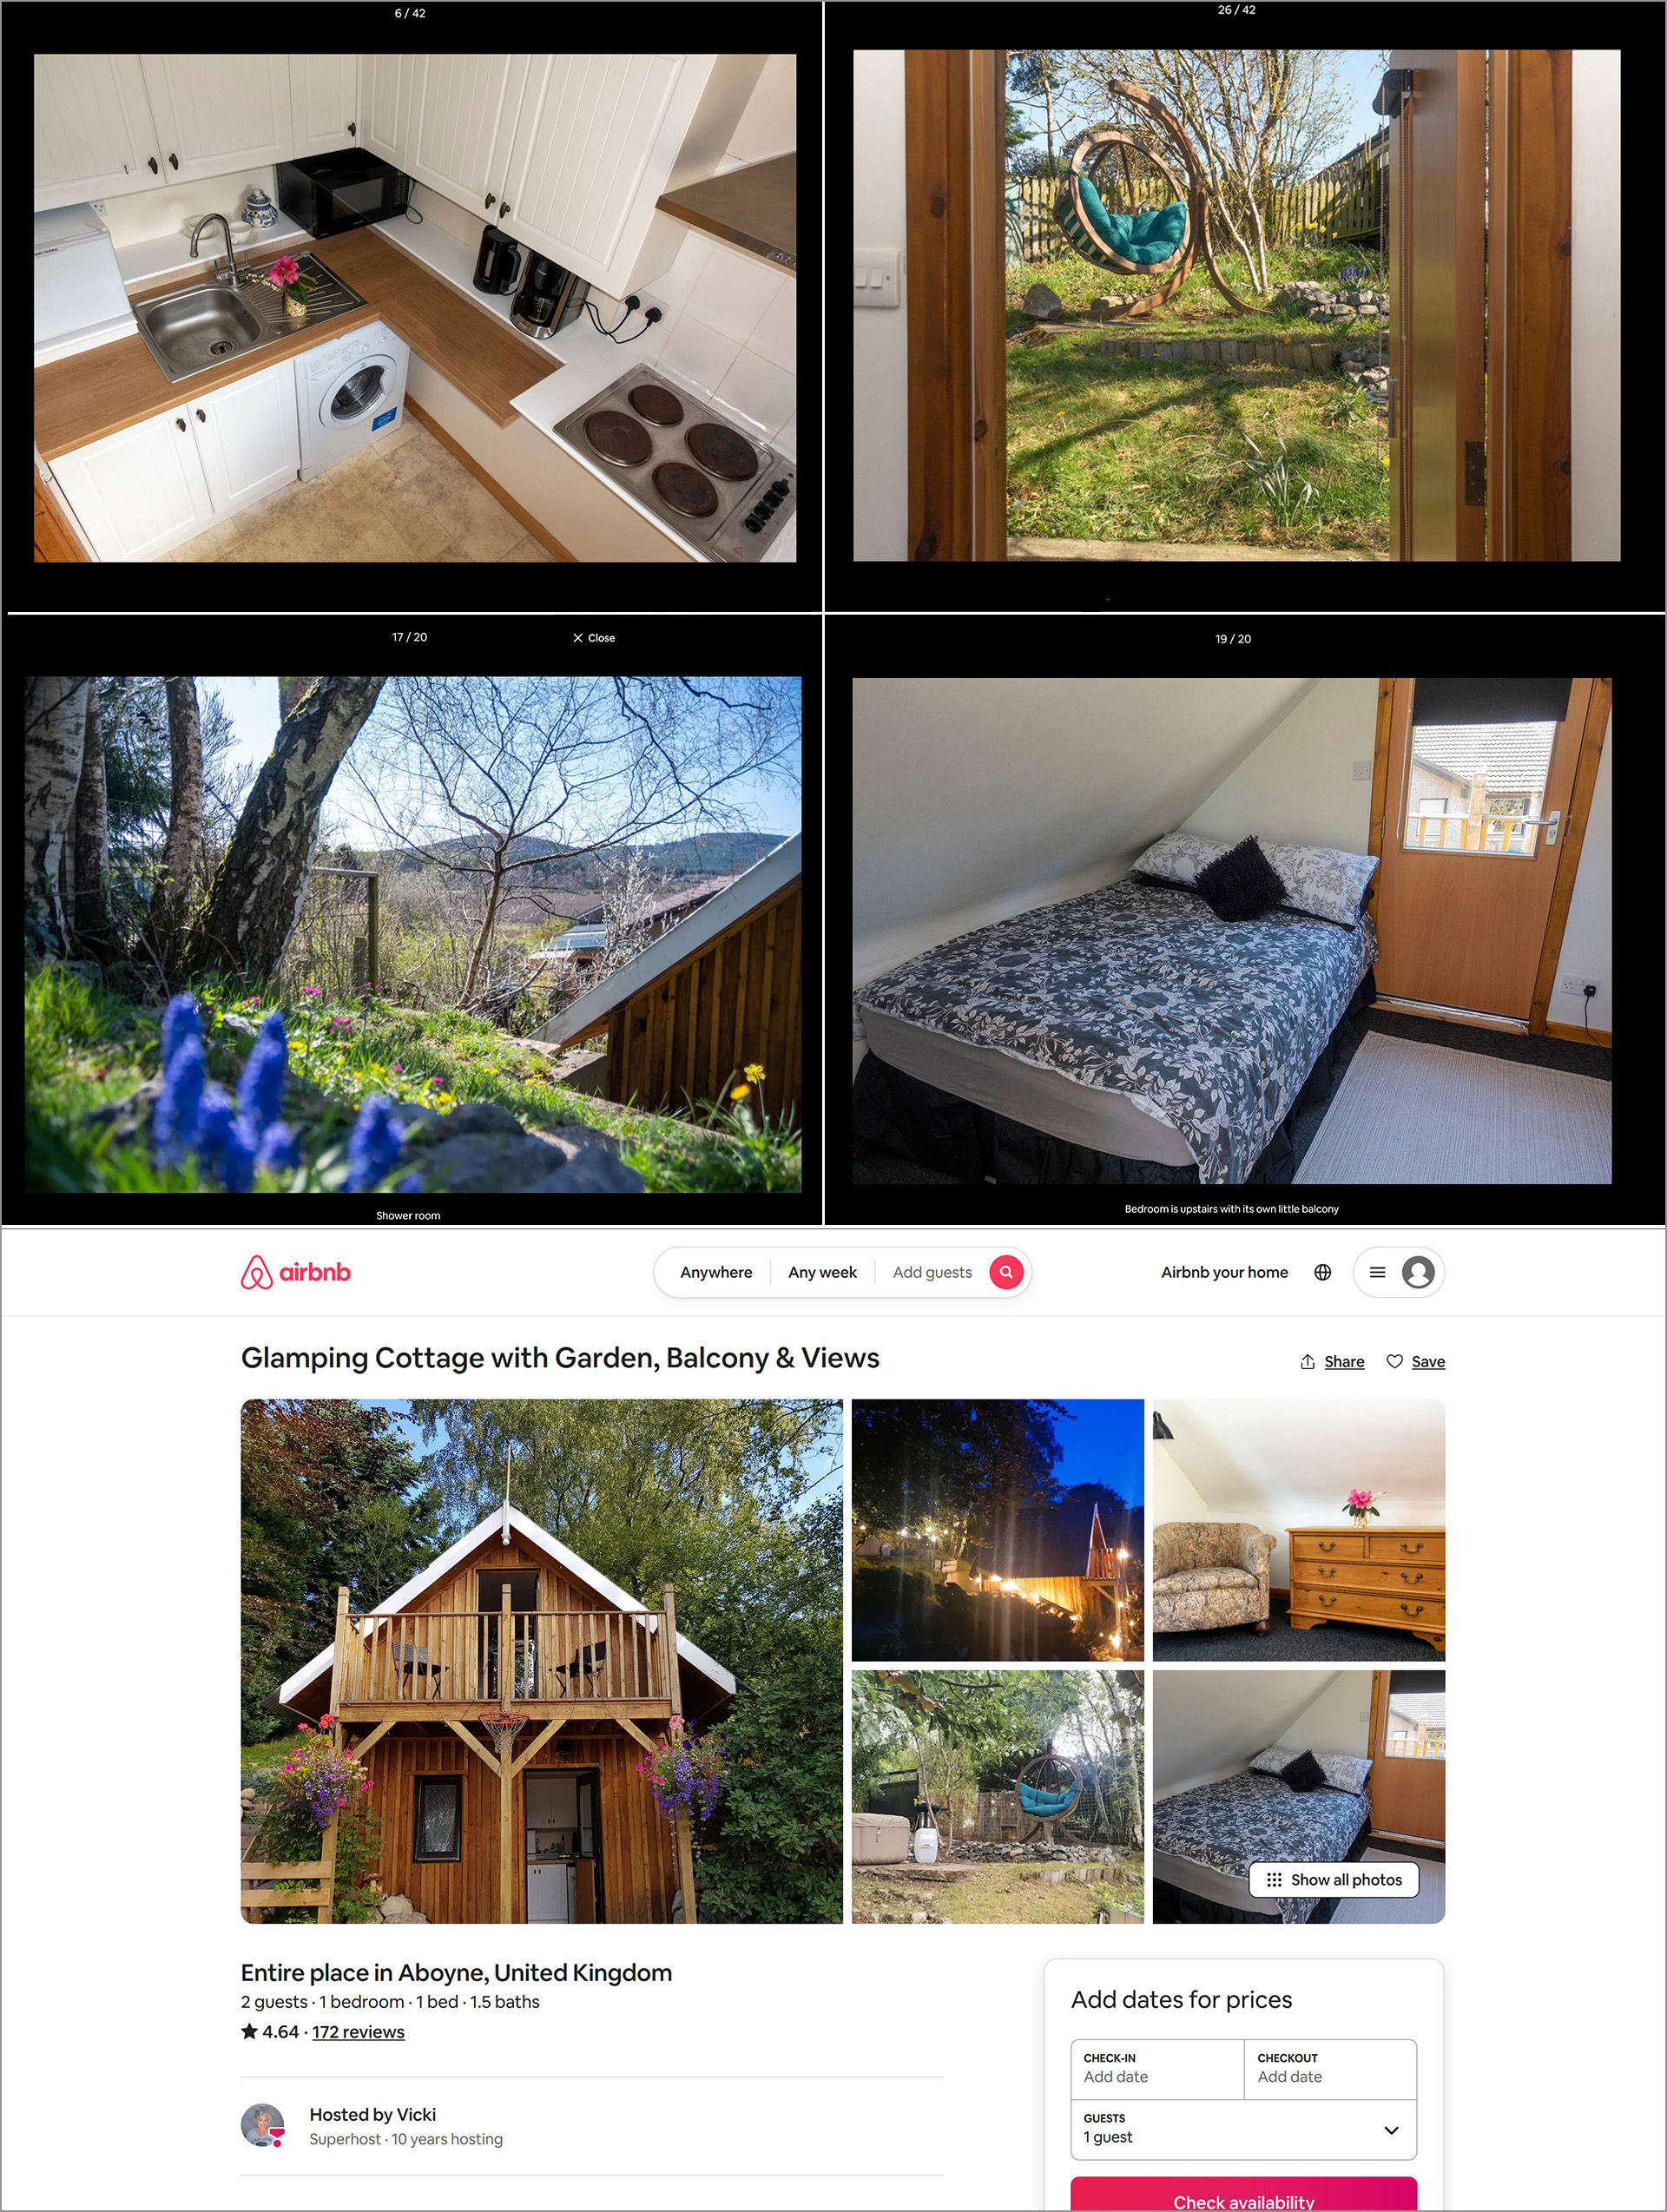 6 / 42
26 / 42
17 / 20
Close
19 / 20
Shower room
Bedroom is upstairs with its own little balcony
airbnb
Anywhere
Any week
Add guests
Airbnb your home
Glamping Cottage with Garden, Balcony & Views
Share
Save
Show all photos
Entire place in Aboyne, United Kingdom
2 guests · 1 bedroom · 1 bed · 1.5 baths
4.64 · 172 reviews
Hosted by Vicki
Superhost · 10 years hosting
Add dates for prices
CHECK-IN
Add date
CHECKOUT
Add date
GUESTS
1 guest
Check availability